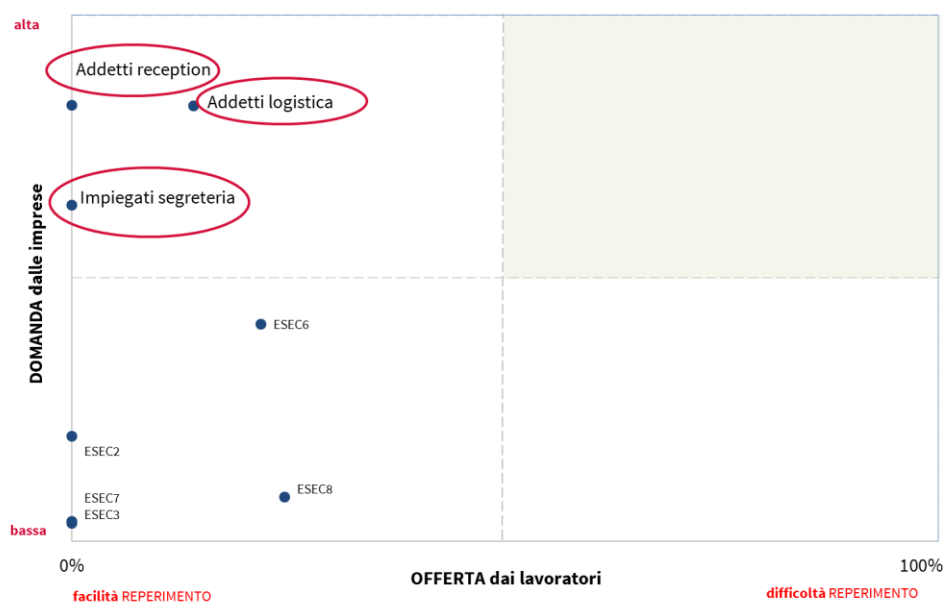 alta
Addetti reception
Addetti logistica
Impiegati segreteria
DOMANDA dalle imprese
ESEC6
ESEC2
ESEC8
ESEC7
ESEC3
bassa
0%
100%
OFFERTA dai lavoratori
facilità REPERIMENTO
difficoltà REPERIMENTO